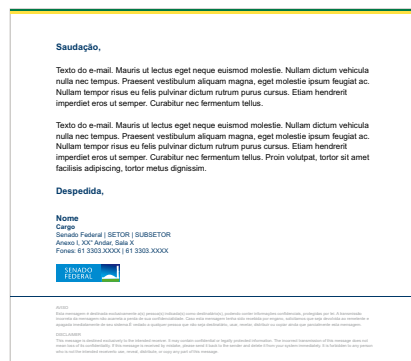 Saudação,
Texto do e-mail. Mauris ut lectus eget neque euismod molestie. Nullam dictum vehicula
nulla nec tempus. Praesent vestibulum aliquam magna, eget molestie ipsum feugiat ac.
Nullam tempor risus eu felis pulvinar dictum rutrum purus cursus. Etiam hendrerit
imperdiet eros ut semper. Curabitur nec fermentum tellus.
Texto do e-mail. Mauris ut lectus eget neque euismod molestie. Nullam dictum vehicula
nulla nec tempus. Praesent vestibulum aliquam magna, eget molestie ipsum feugiat ac.
Nullam tempor risus eu felis pulvinar dictum rutrum purus cursus. Etiam hendrerit
imperdiet eros ut semper. Curabitur nec fermentum tellus. Proin volutpat, tortor sit amet
facilisis adipiscing, tortor metus dignissim.
Despedida,
Nome
Cargo
Senado Federal | SETOR | SUBSETOR
Anexo I, XX° Andar, Sala X
Fones: 61 3303.XXXX | 61 3303.XXXX
SENADO
FEDERAL
AVISO
DISCLAIMER